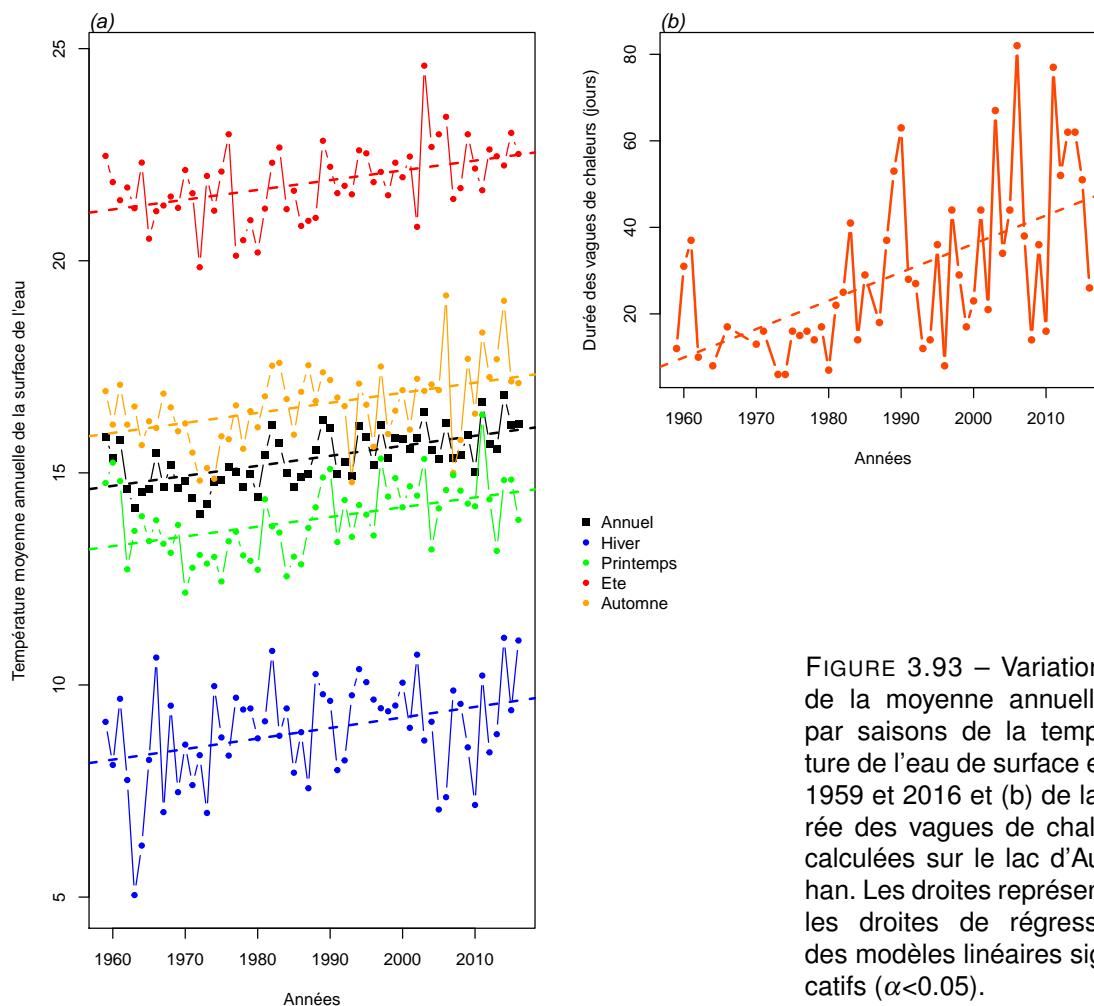 (a)
25
20
15
10
5
Température moyenne annuelle de la surface de l'eau
1960 1970 1980 1990 2000 2010
Années
(b)
80
60
40
20
Durée des vagues de chaleurs (jours)
1960 1970 1980 1990 2000 2010
Années
Annuel
Hiver
Printemps
Ete
Automne
FIGURE 3.93 – Variation
de la moyenne annuell
par saisons de la temp
ture de l'eau de surface e
1959 et 2016 et (b) de la
rée des vagues de chal
calculées sur le lac d'Au
han. Les droites représen
les droites de régress
des modèles linéaires sig
catifs (α<0.05).